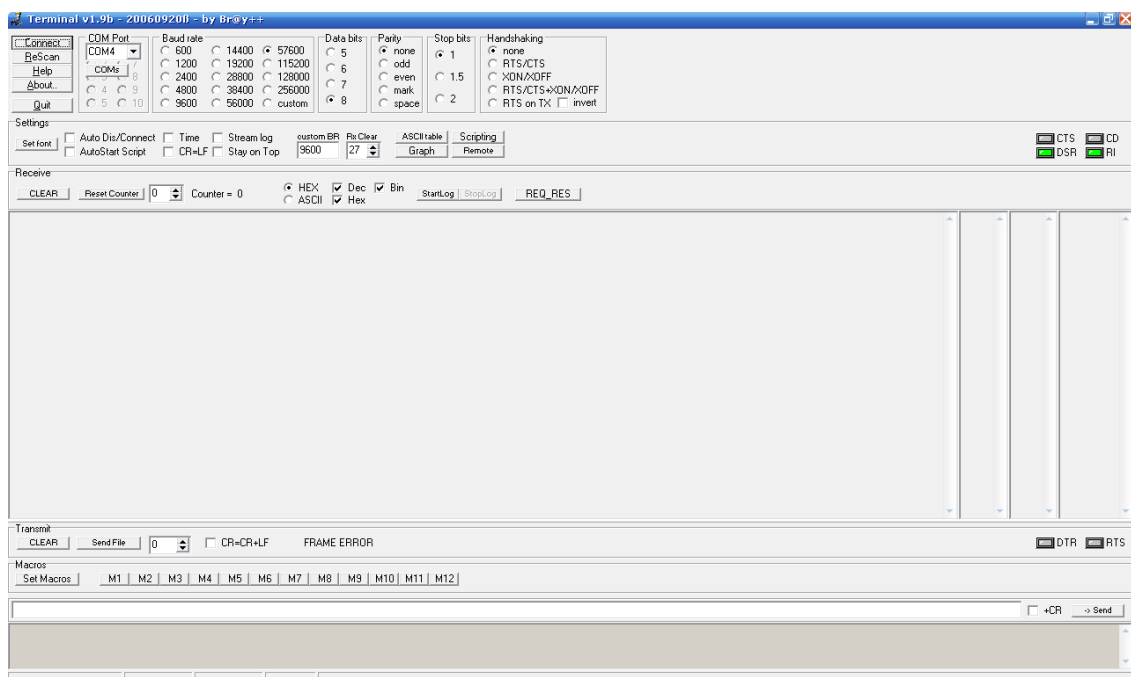 Terminal v1.9b - 20060920ß - by Br@y++
Connect
ReScan
Help
About..
Quit
COM Port
COM4
COMs
8
4 9
5 10
Baud rate
600 14400 57600
1200 19200 115200
2400 28800 128000
4800 38400 256000
9600 56000 custom
Data bits
5
6
7
8
Parity
none
odd
even
mark
space
Stop bits
1
1.5
2
Handshaking
none
RTS/CTS
XON/XOFF
RTS/CTS+XON/XOFF
RTS on TX invert
Settings
Set font
Auto Dis/Connect Time Stream log
AutoStart Script CR=LF Stay on Top
custom BR Rx Clear
9600 27
ASCII table Scripting
Graph Remote
CTS CD
DSR RI
Receive
CLEAR Reset Counter 0 Counter = 0
HEX Dec Bin
ASCII Hex
StartLog StopLog REQ_RES
Transmit
CLEAR Send File 0 CR=CR+LF FRAME ERROR DTR RTS
Macros
Set Macros M1 M2 M3 M4 M5 M6 M7 M8 M9 M10 M11 M12
+CR -> Send